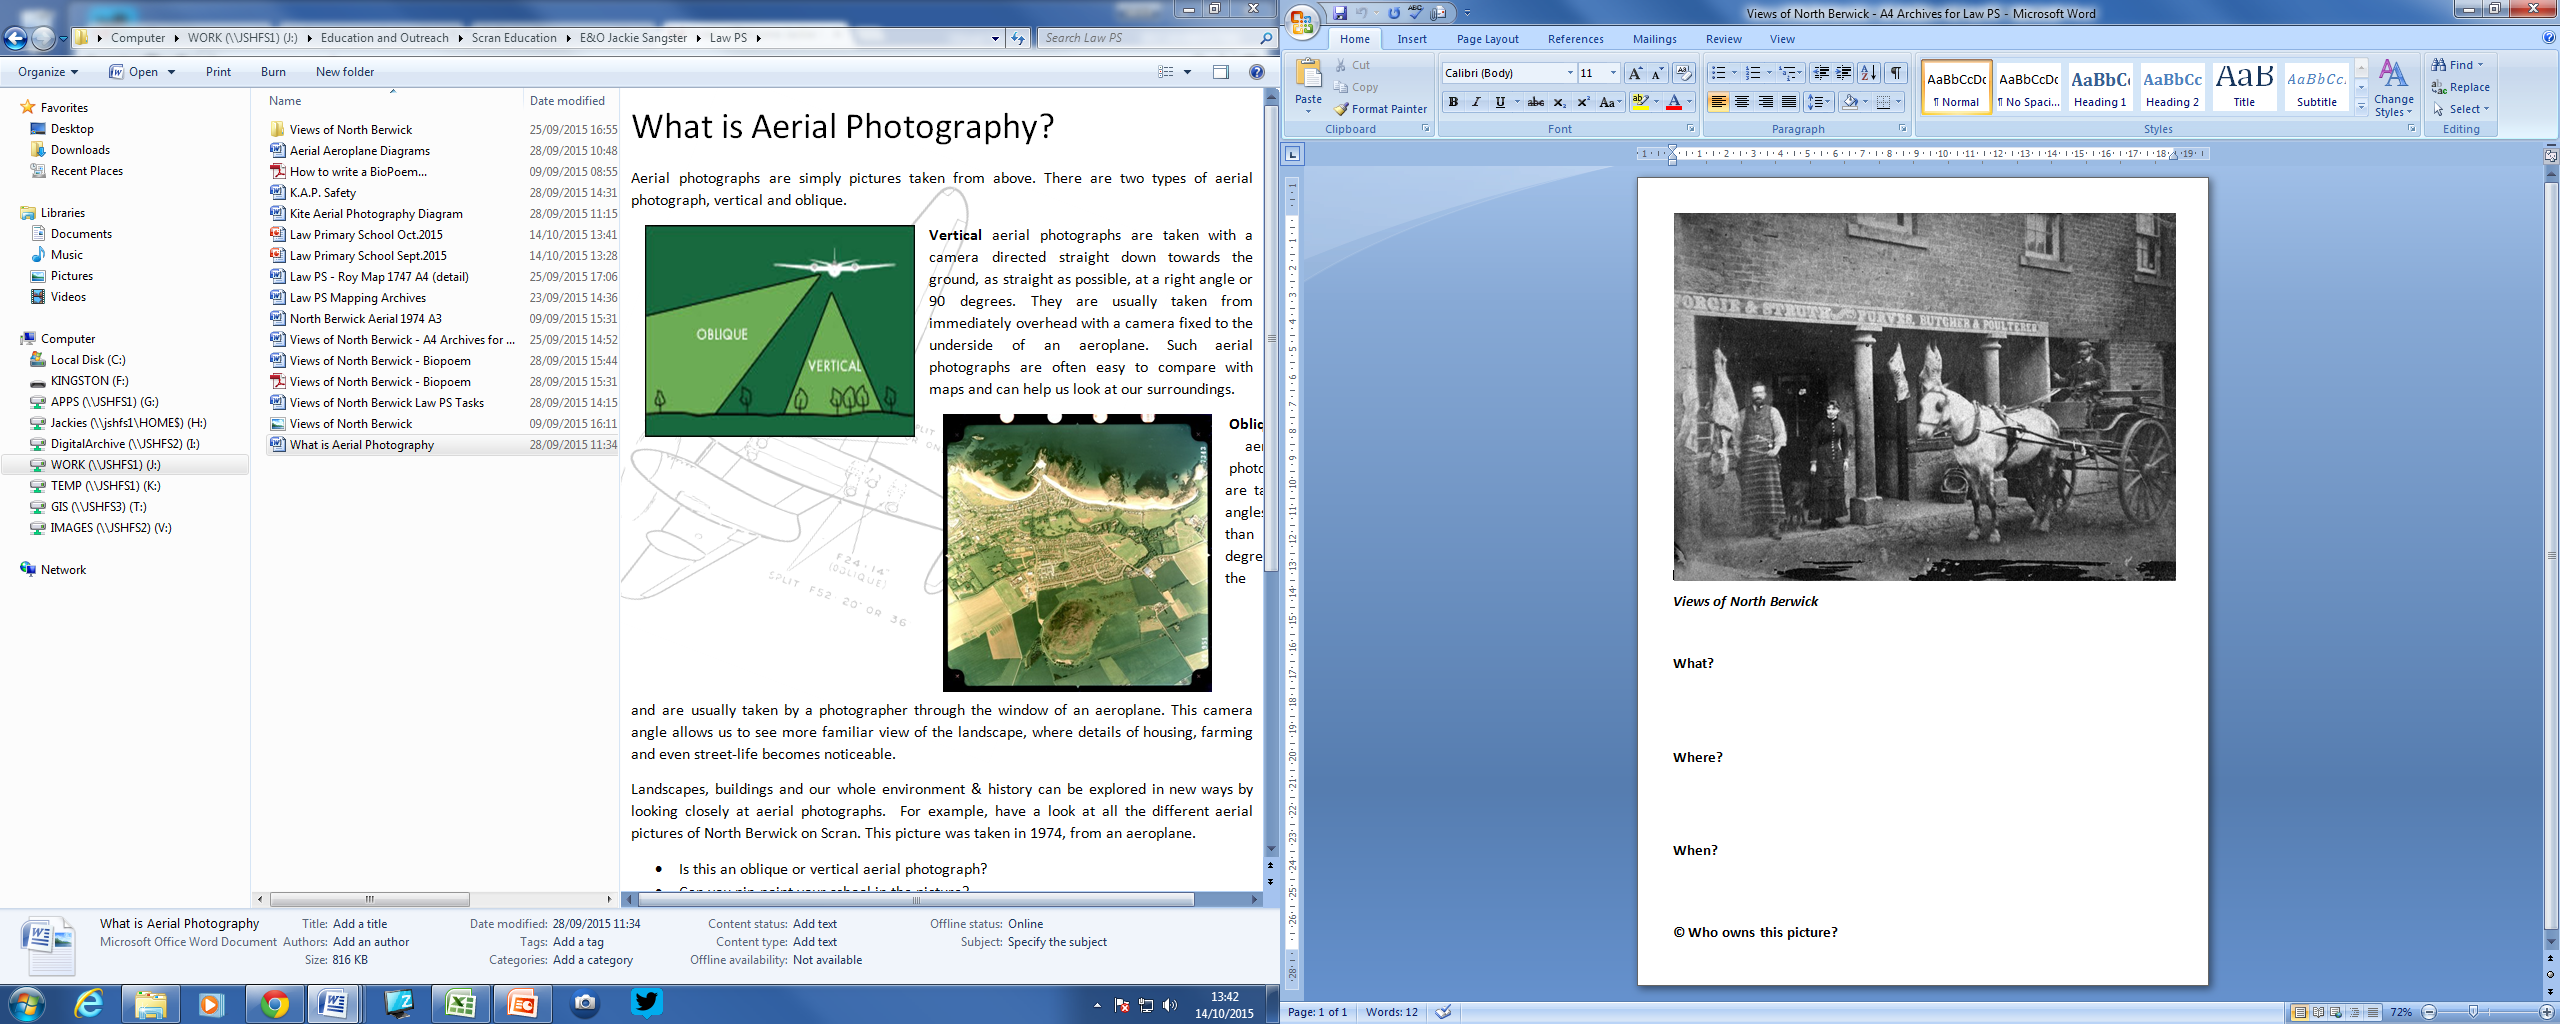 Computer ▸ WORK (\\JSHFS1) (J:) ▸ Education and Outreach ▸ Scran Education ▸ E&O Jackie Sangster ▸ Law PS ▸
Search Law PS
Organize
Open
Print
Burn
New folder
Favorites
Desktop
Downloads
Recent Places
Libraries
Documents
Music
Pictures
Videos
Computer
Local Disk (C:)
KINGSTON (F:)
APPS (\\JSHFS1) (G:)
Jackies (\\jshfs1\HOME$) (H:)
DigitalArchive (\\JSHFS2) (I:)
WORK (\\JSHFS1) (J:)
TEMP (\\JSHFS1) (K:)
GIS (\\JSHFS3) (T:)
IMAGES (\\JSHFS2) (V:)
Network
Name Date modified
Views of North Berwick 25/09/2015 16:55
Aerial Aeroplane Diagrams 28/09/2015 10:48
How to write a BioPoem... 09/09/2015 08:55
K.A.P. Safety 28/09/2015 14:31
Kite Aerial Photography Diagram 28/09/2015 11:15
Law Primary School Oct.2015 14/10/2015 13:41
Law Primary School Sept.2015 14/10/2015 13:28
Law PS - Roy Map 1747 A4 (detail) 25/09/2015 17:06
Law PS Mapping Archives 23/09/2015 14:36
North Berwick Aerial 1974 A3 09/09/2015 15:31
Views of North Berwick - A4 Archives for ... 25/09/2015 14:52
Views of North Berwick - Biopoem 28/09/2015 15:44
Views of North Berwick - Biopoem 28/09/2015 15:31
Views of North Berwick Law PS Tasks 28/09/2015 14:15
Views of North Berwick 09/09/2015 16:11
What is Aerial Photography 28/09/2015 11:34
What is Aerial Photography?
Aerial photographs are simply pictures taken from above. There are two types of aerial
photograph, vertical and oblique.
OBLIQUE
VERTICAL
Vertical aerial photographs are taken with a
camera directed straight down towards the
ground, as straight as possible, at a right angle or
90 degrees. They are usually taken from
immediately overhead with a camera fixed to the
underside of an aeroplane. Such aerial
photographs are often easy to compare with
maps and can help us look at our surroundings.
Obliq
aer
photo
are ta
angles
than
degre
the
F24-14"
(OBLIQUE)
SPLIT F52-20" OR 36
and are usually taken by a photographer through the window of an aeroplane. This camera
angle allows us to see more familiar view of the landscape, where details of housing, farming
and even street-life becomes noticeable.
Landscapes, buildings and our whole environment & history can be explored in new ways by
looking closely at aerial photographs. For example, have a look at all the different aerial
pictures of North Berwick on Scran. This picture was taken in 1974, from an aeroplane.
• Is this an oblique or vertical aerial photograph?
What is Aerial Photography
Microsoft Office Word Document
Title: Add a title
Authors: Add an author
Size: 816 KB
Date modified: 28/09/2015 11:34
Tags: Add a tag
Categories: Add a category
Content status: Add text
Content type: Add text
Offline availability: Not available
Offline status: Online
Subject: Specify the subject
13:42
14/10/2015
Views of North Berwick - A4 Archives for Law PS - Microsoft Word
Home Insert Page Layout References Mailings Review View
Paste
Cut
Copy
Format Painter
Clipboard
Calibri (Body) 11
Font
Paragraph
AaBbCcDc AaBbCcDc AaBbC AaBbCc AaB AaBbCc.
¶ Normal ¶ No Spaci... Heading 1 Heading 2 Title Subtitle
Change
Styles
Styles
Find
Replace
Select
Editing
ORGIE & STRUTH PURVES, BUTCHER & POULTERER
Views of North Berwick
What?
Where?
When?
© Who owns this picture?
Page: 1 of 1 Words: 12
72%